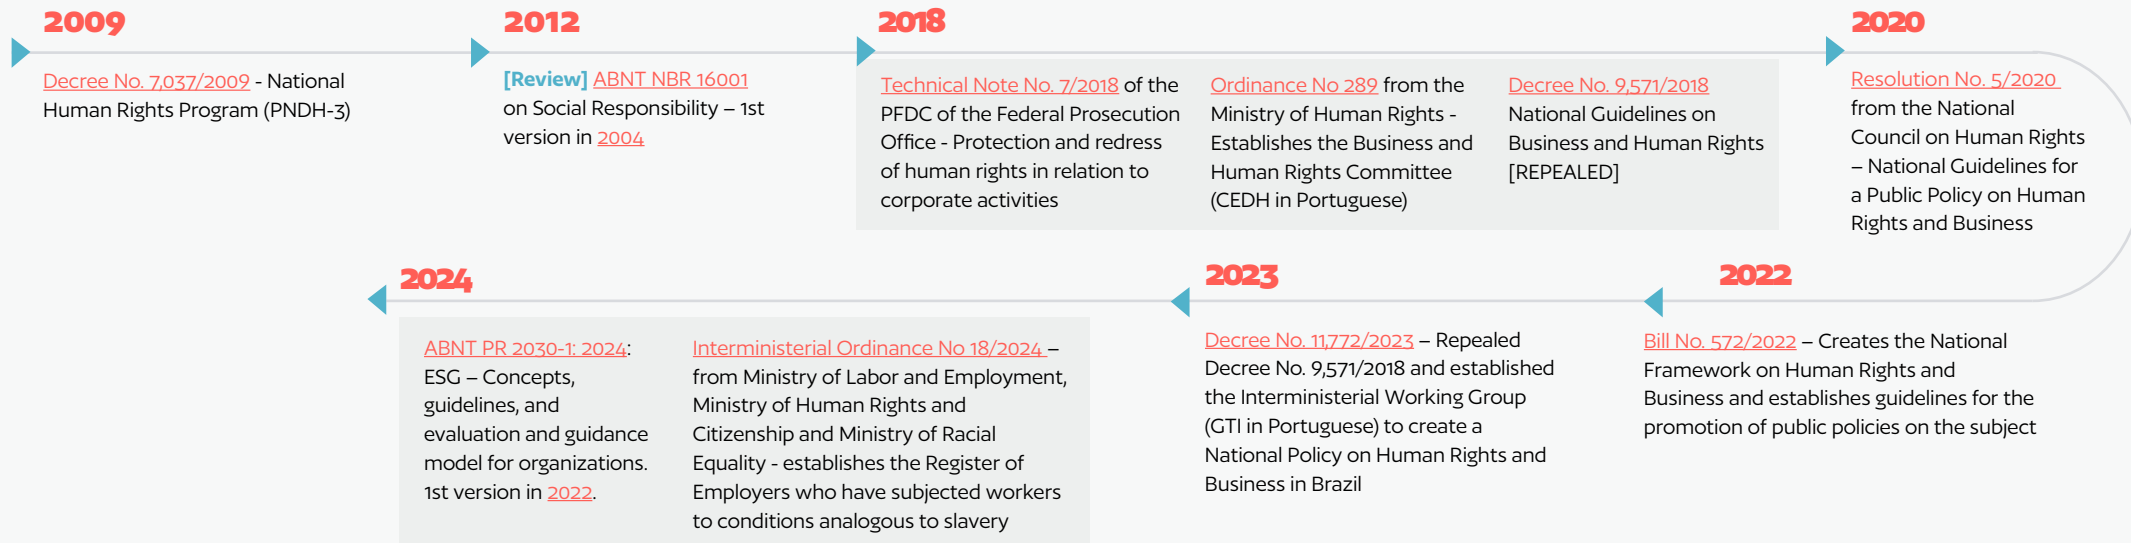 2009
Decree No. 7,037/2009 - National
Human Rights Program (PNDH-3)
2012
[Review] ABNT NBR 16001
on Social Responsibility – 1st
version in 2004
2018
Technical Note No. 7/2018 of the
PFDC of the Federal Prosecution
Office - Protection and redress
of human rights in relation to
corporate activities
Ordinance No 289 from the
Ministry of Human Rights -
Establishes the Business and
Human Rights Committee
(CEDH in Portuguese)
Decree No. 9,571/2018
National Guidelines on
Business and Human Rights
[REPEALED]
2020
Resolution No. 5/2020
from the National
Council on Human Rights
– National Guidelines for
a Public Policy on Human
Rights and Business
2022
Bill No. 572/2022 – Creates the National
Framework on Human Rights and
Business and establishes guidelines for the
promotion of public policies on the subject
2023
Decree No. 11,772/2023 – Repealed
Decree No. 9,571/2018 and established
the Interministerial Working Group
(GTI in Portuguese) to create a
National Policy on Human Rights and
Business in Brazil
2024
ABNT PR 2030-1: 2024:
ESG – Concepts,
guidelines, and
evaluation and guidance
model for organizations.
1st version in 2022.
Interministerial Ordinance No 18/2024 –
from Ministry of Labor and Employment,
Ministry of Human Rights and
Citizenship and Ministry of Racial
Equality - establishes the Register of
Employers who have subjected workers
to conditions analogous to slavery